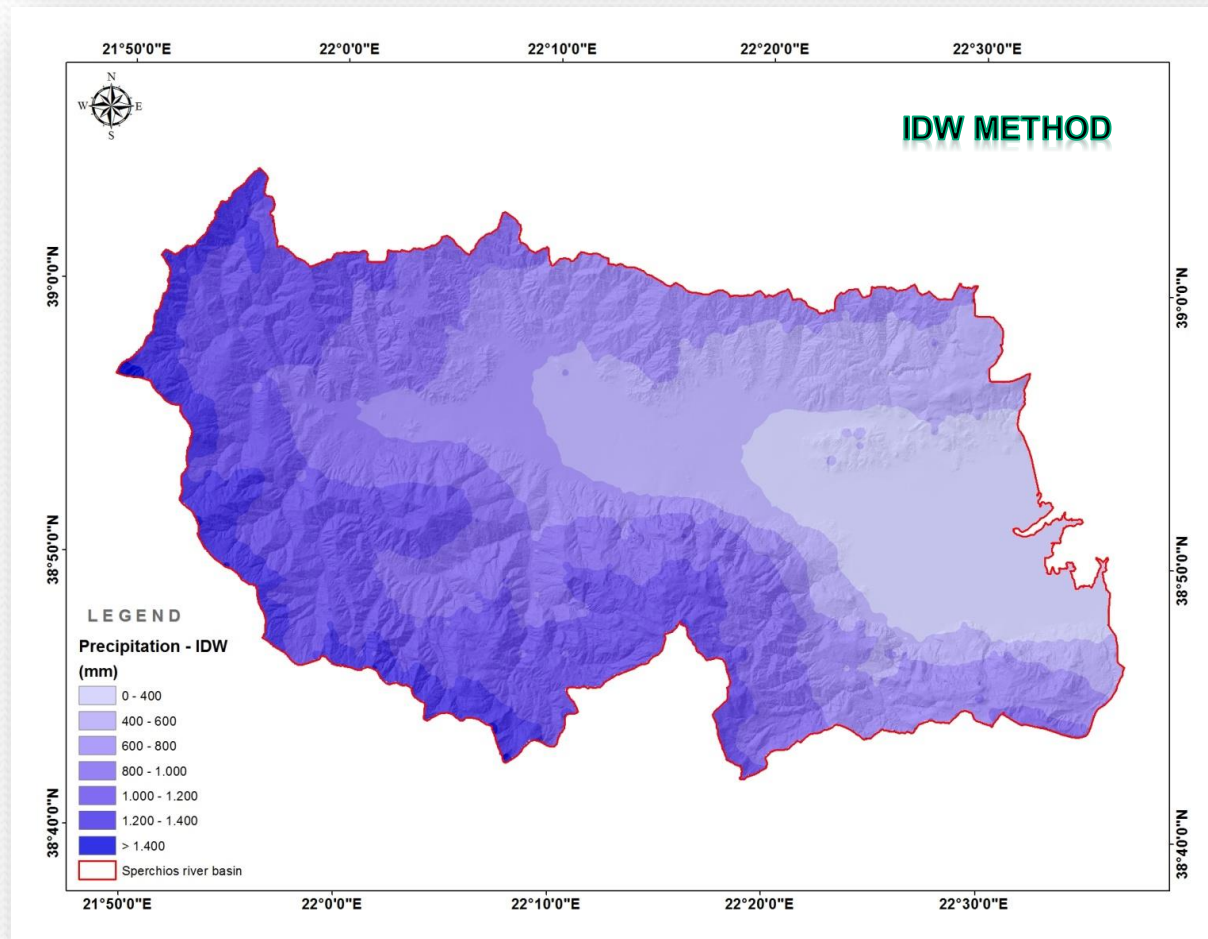 21°50'0"E 22°0'0"E 22°10'0"E 22°20'0"E 22°30'0"E
N
W E
S
IDW METHOD
39°0'0"N
39°0'0"N
38°50'0"N
38°50'0"N
LEGEND
Precipitation - IDW
(mm)
0 - 400
400 - 600
600 - 800
800 - 1.000
1.000 - 1.200
1.200 - 1.400
> 1.400
Sperchios river basin
38°40'0"N
38°40'0"N
21°50'0"E 22°0'0"E 22°10'0"E 22°20'0"E 22°30'0"E